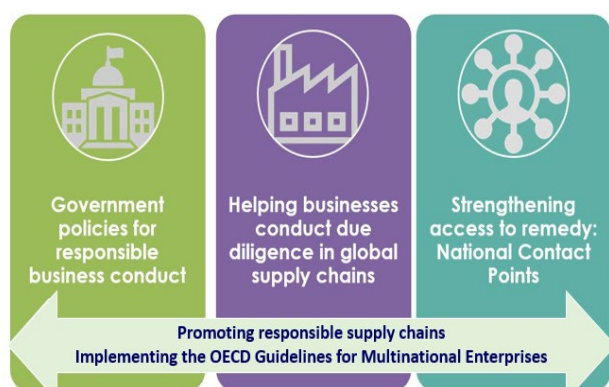 Government
policies for
responsible
business conduct
Helping businesses
conduct due
diligence in global
supply chains
Strengthening
access to remedy:
National Contact
Points
Promoting responsible supply chains
Implementing the OECD Guidelines for Multinational Enterprises